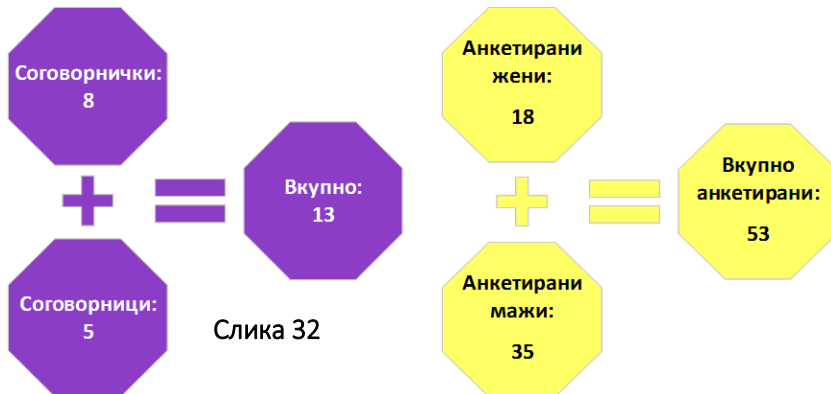 Соговорнички:
8
Соговорници:
5
Вкупно:
13
Слика 32
Анкетирани
жени:
18
Анкетирани
мажи:
35
Вкупно
анкетирани:
53